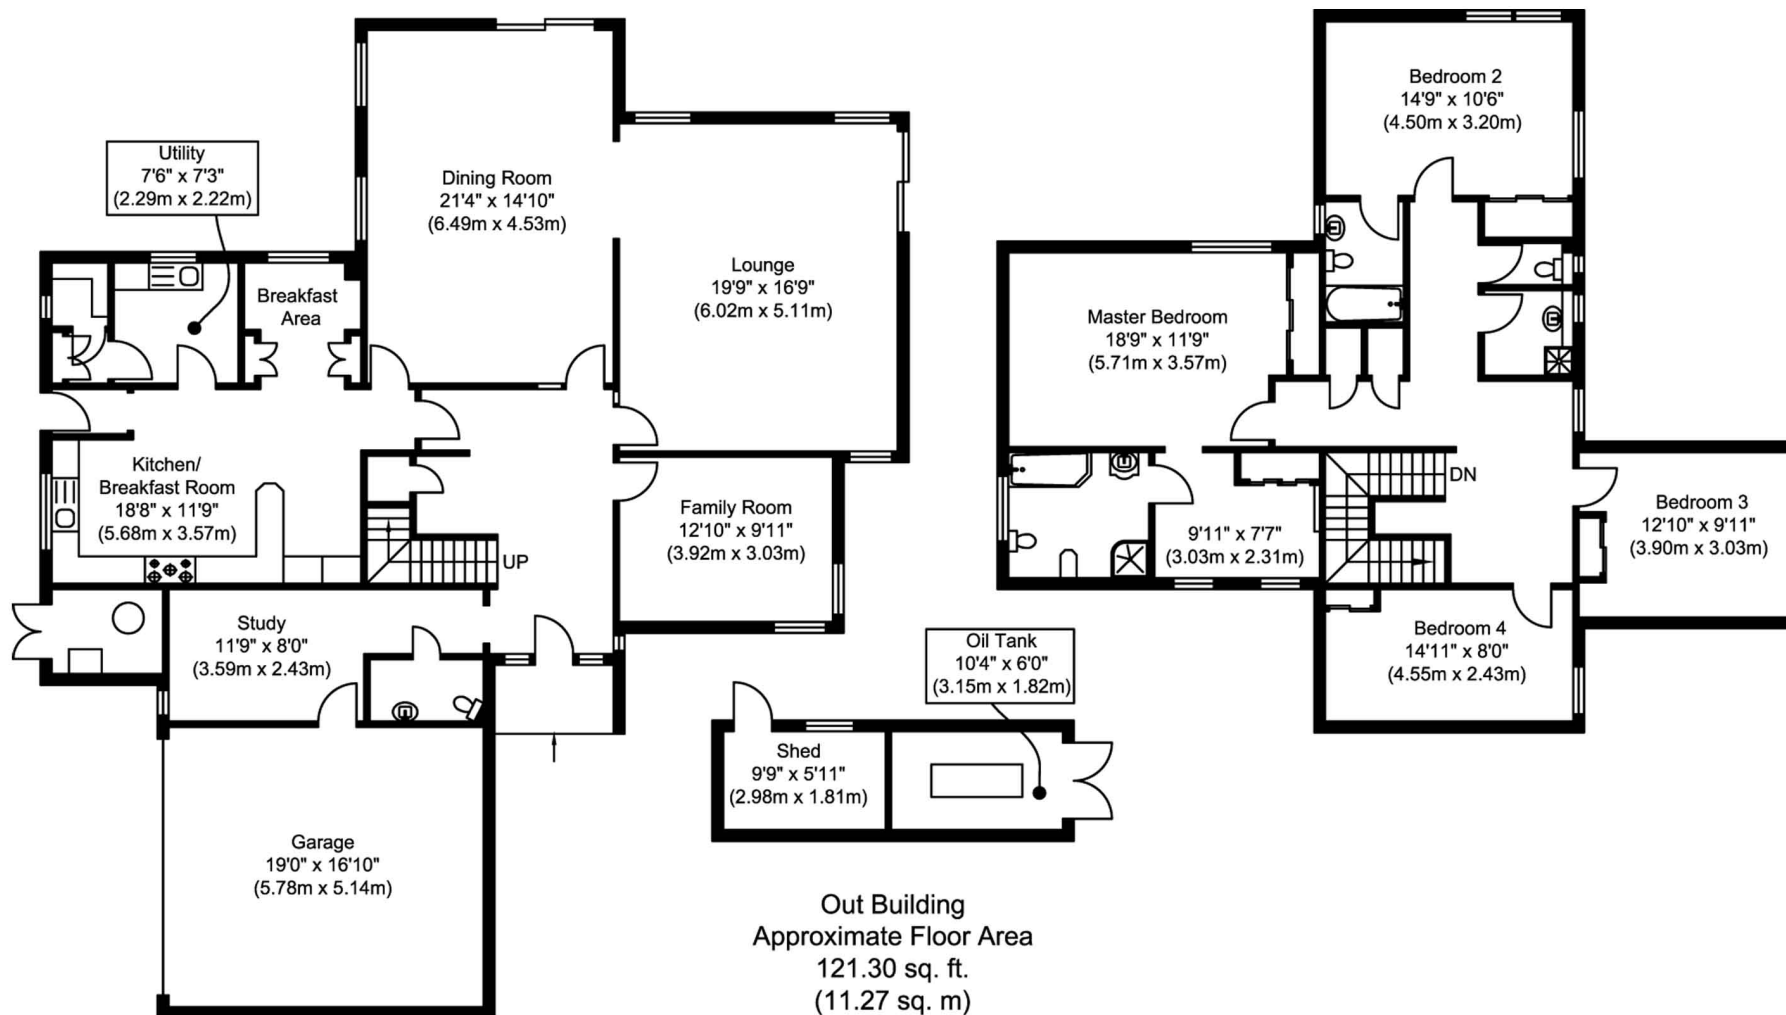 Utility
7'6" x 7'3"
(2.29m x 2.22m)
Dining Room
21'4" x 14'10"
(6.49m x 4.53m)
Breakfast
Area
Lounge
19'9" x 16'9"
(6.02m x 5.11m)
Kitchen/
Breakfast Room
18'8" x 11'9"
(5.68m x 3.57m)
UP
Family Room
12'10" x 9'11"
(3.92m x 3.03m)
Study
11'9" x 8'0"
(3.59m x 2.43m)
Garage
19'0" x 16'10"
(5.78m x 5.14m)
Oil Tank
10'4" x 6'0"
(3.15m x 1.82m)
Shed
9'9" x 5'11"
(2.98m x 1.81m)
Out Building
Approximate Floor Area
121.30 sq. ft.
(11.27 sq. m)
Bedroom 2
14'9" x 10'6"
(4.50m x 3.20m)
Master Bedroom
18'9" x 11'9"
(5.71m x 3.57m)
DN
9'11" x 7'7"
(3.03m x 2.31m)
Bedroom 3
12'10" x 9'11"
(3.90m x 3.03m)
Bedroom 4
14'11" x 8'0"
(4.55m x 2.43m)